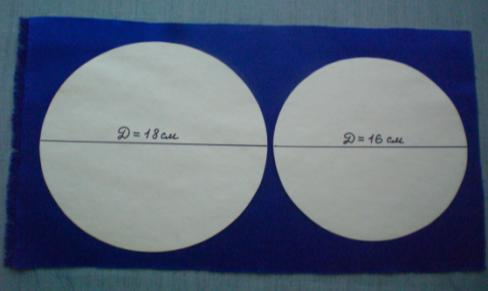 Д = 18 см
Д = 16 см